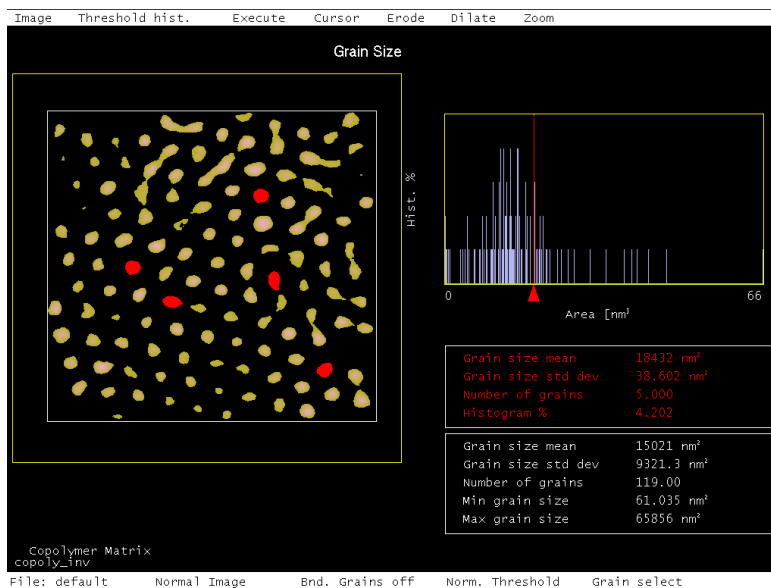 Image Threshold hist. Execute Cursor Erode Dilate Zoom
Grain Size
Hist. %
0 66
Area [nm²
Grain size mean 18432 nm²
Grain size std dev 38.602 nm²
Number of grains 5.000
Histogram % 4.202
Grain size mean 15021 nm²
Grain size std dev 9321.3 nm²
Number of grains 119.00
Min grain size 61.035 nm²
Max grain size 65856 nm²
Copolymer Matrix
copoly_inv
File: default Normal Image Bnd. Grains off Norm. Threshold Grain select